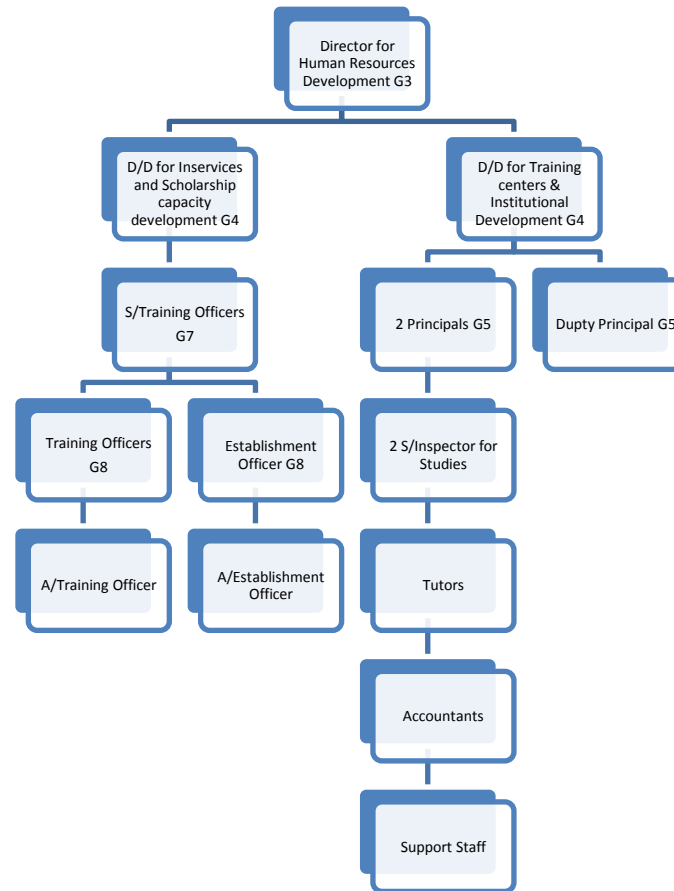 Director for
Human Resources
Development G3
D/D for Inservices
and Scholarship
capacity
development G4
D/D for Training
centers &
Institutional
Development G4
S/Training Officers
G7
2 Principals G5
Dupty Principal G5
Training Officers
G8
Establishment
Officer G8
2 S/Inspector for
Studies
A/Training Officer
A/Establishment
Officer
Tutors
Accountants
Support Staff